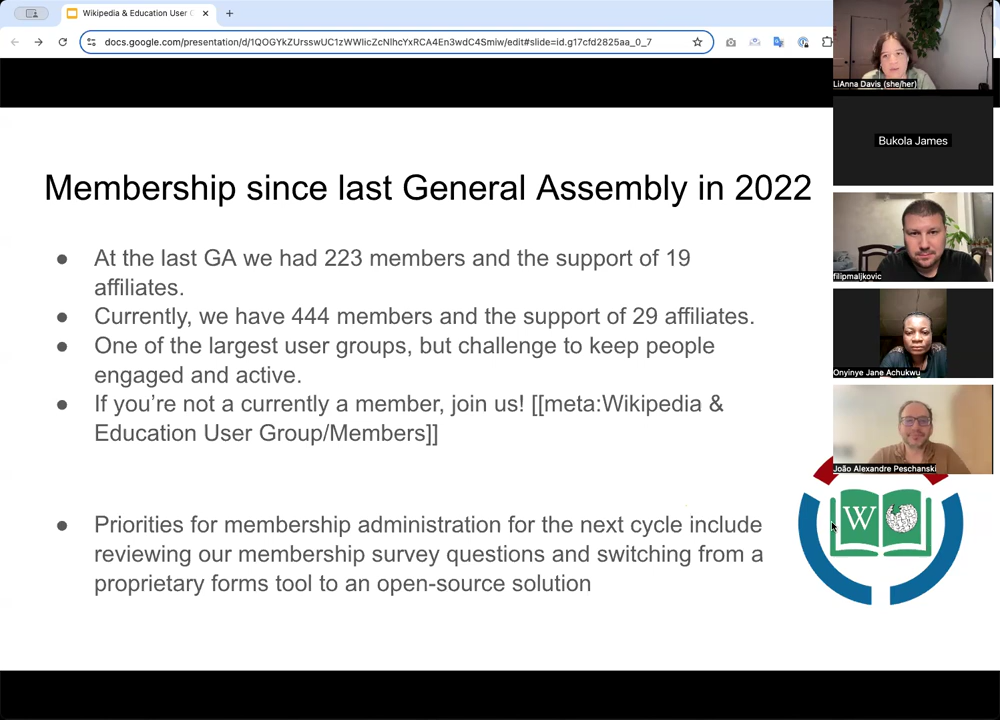 Wikipedia & Education User G
docs.google.com/presentation/d/1QOGYkZUrsswUC1zWWlicZcNlhcYxRCA4En3wdC4Smiw/edit#slide=id.g17cfd2825aa_0_7
LiAnna Davis (she/her)
Bukola James
filipmaljkovic
Onyinye Jane Achukwu
João Alexandre Peschanski
Membership since last General Assembly in 2022
● At the last GA we had 223 members and the support of 19
affiliates.
● Currently, we have 444 members and the support of 29 affiliates.
● One of the largest user groups, but challenge to keep people
engaged and active.
● If you’re not a currently a member, join us! [[meta:Wikipedia &
Education User Group/Members]]
● Priorities for membership administration for the next cycle include
reviewing our membership survey questions and switching from a
proprietary forms tool to an open-source solution
W